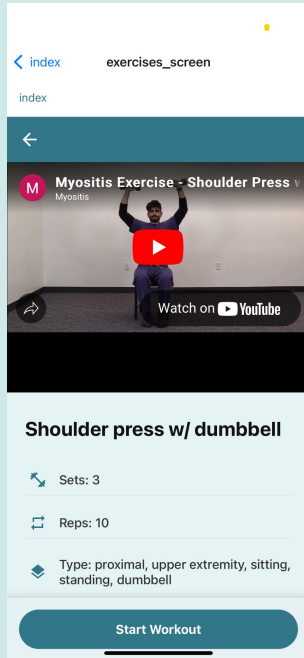 index
exercises_screen
index
M
Myositis Exercise - Shoulder Press w
Myositis
Watch on YouTube
Shoulder press w/ dumbbell
Sets: 3
Reps: 10
Type: proximal, upper extremity, sitting,
standing, dumbbell
Start Workout